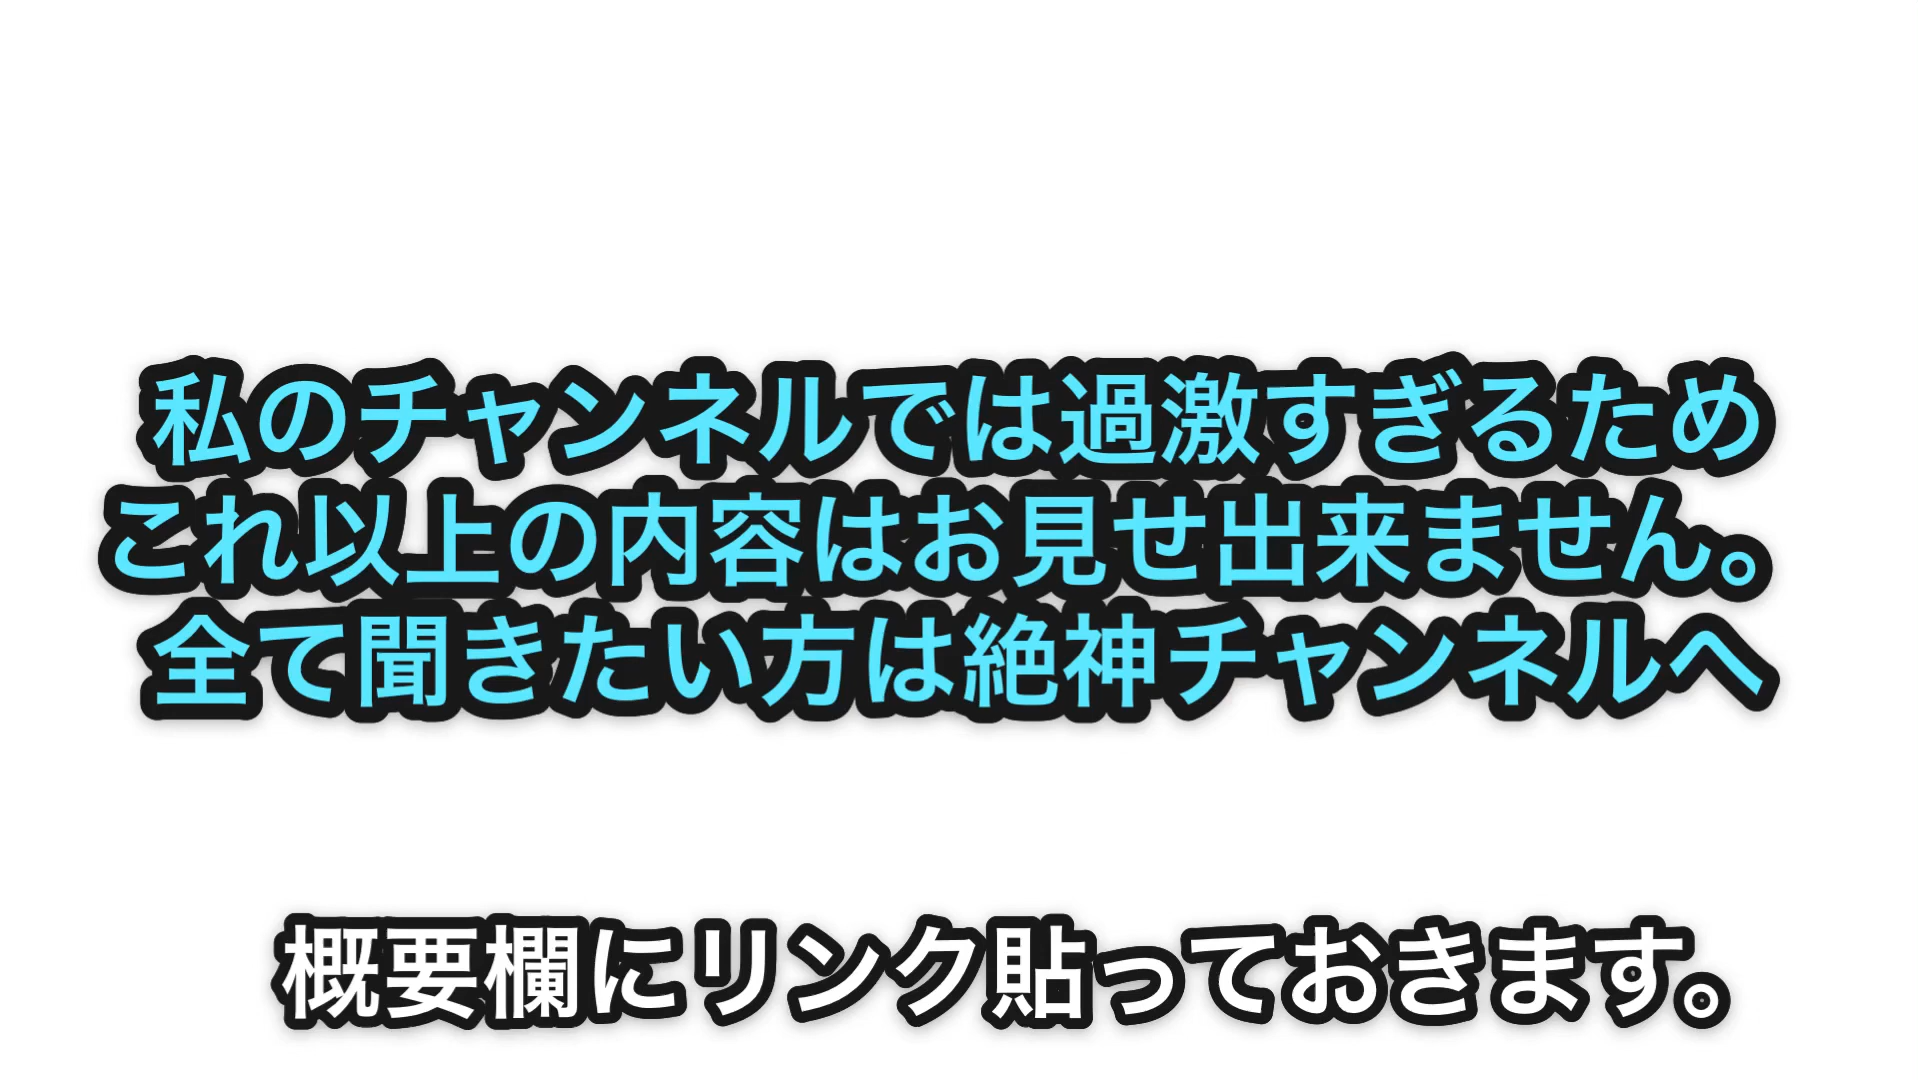 私のチャンネルでは過激すぎるため
これ以上の内容はお見せ出来ません。
全て聞きたい方は絶神チャンネルへ
概要欄にリンク貼っておきます。